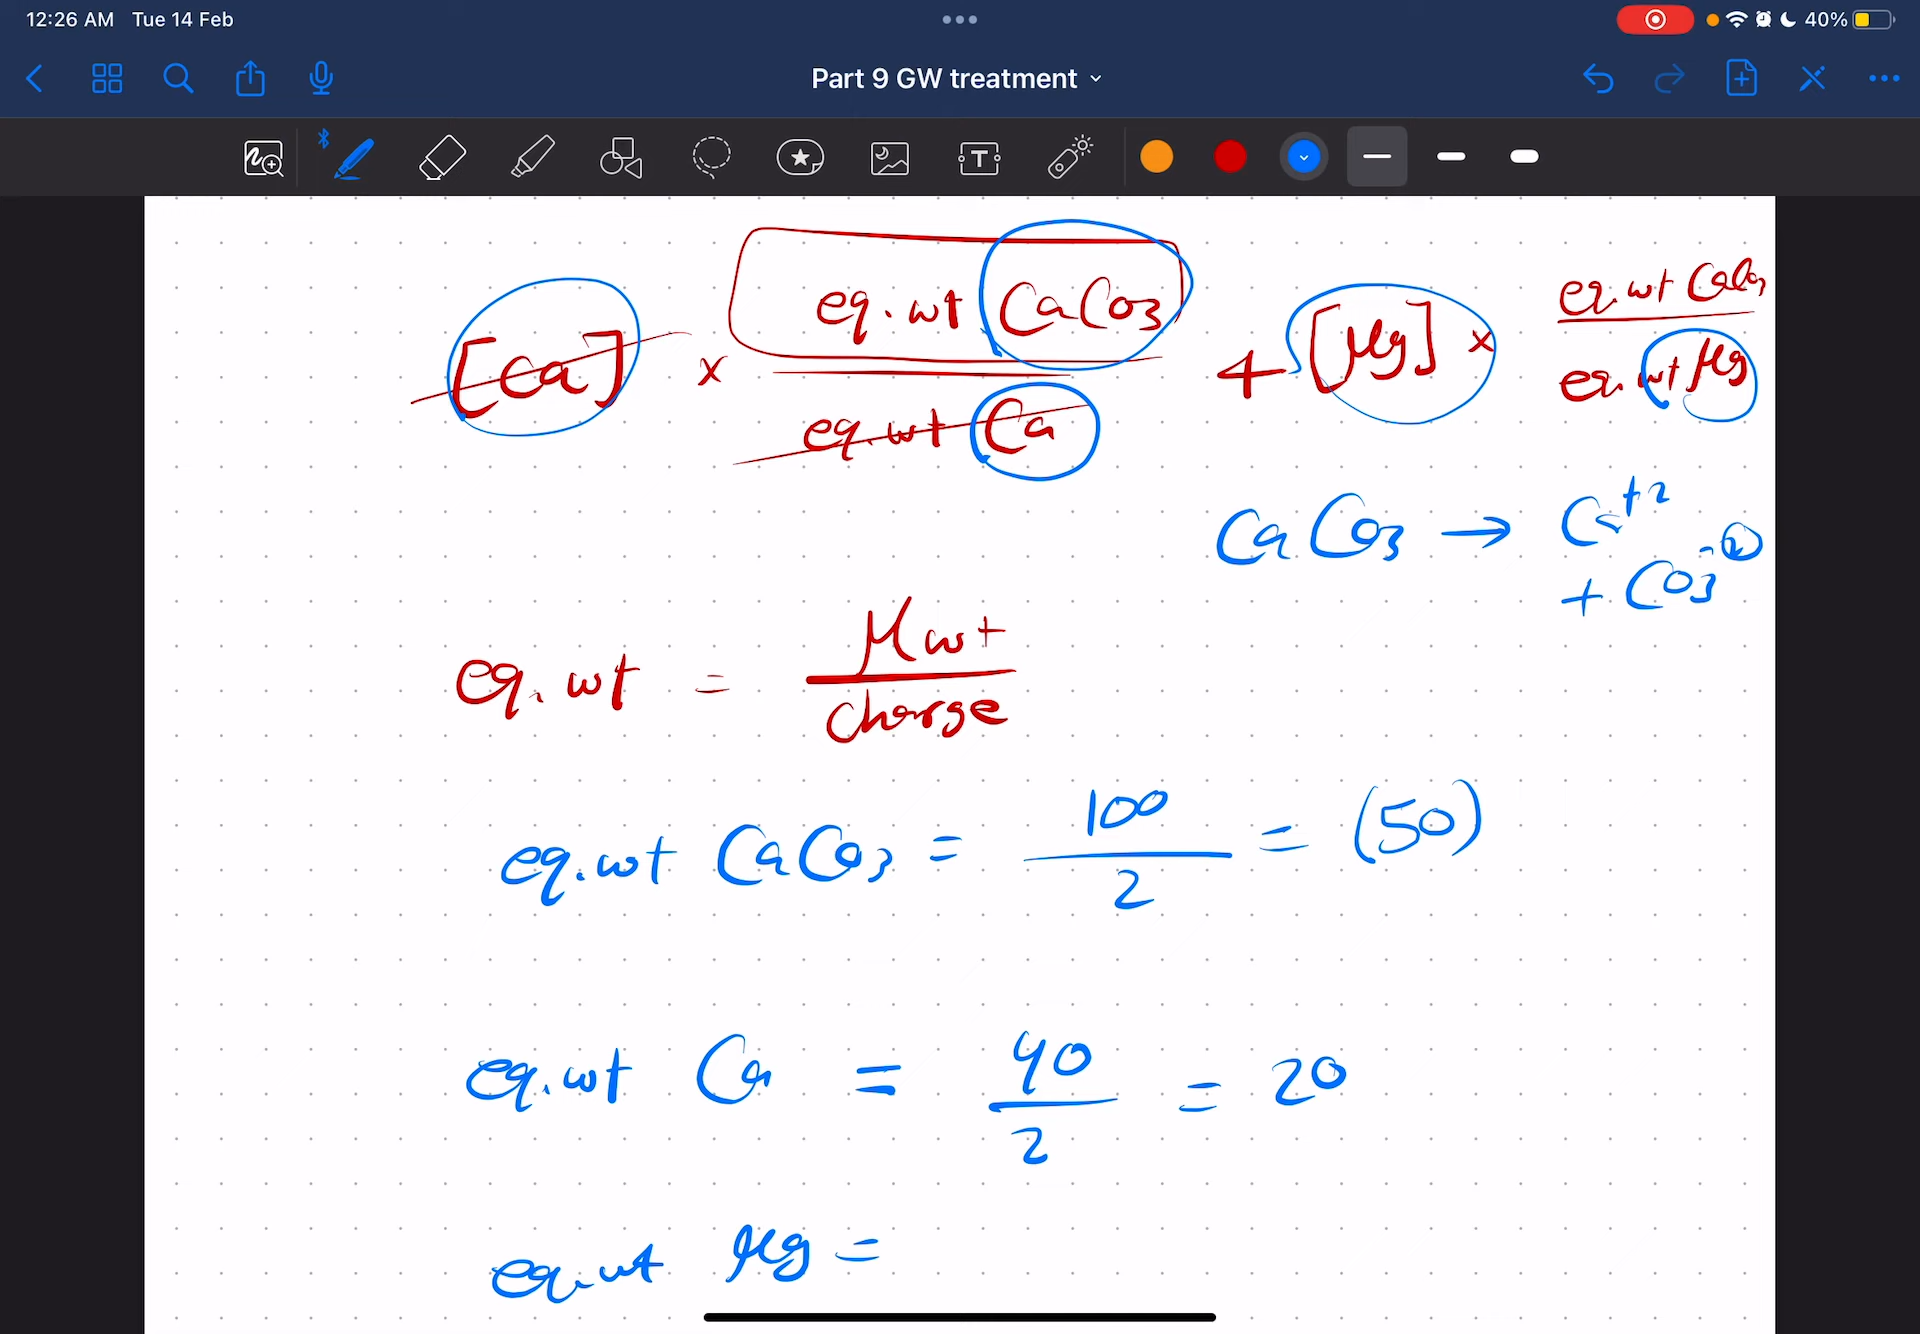 12:26 AM Tue 14 Feb
40%
Part 9 GW treatment
T
[Ca] x eq.wt CaCo3 / eq.wt Ca + [Mg] x eq.wt CaCo3 / eq.wt Mg
CaCo3 → Ca+2
+ Co3-2
eq.wt = Mwt / charge
eq.wt CaCo3 = 100 / 2 = (50)
eq.wt Ca = 40 / 2 = 20
eq.wt Mg =